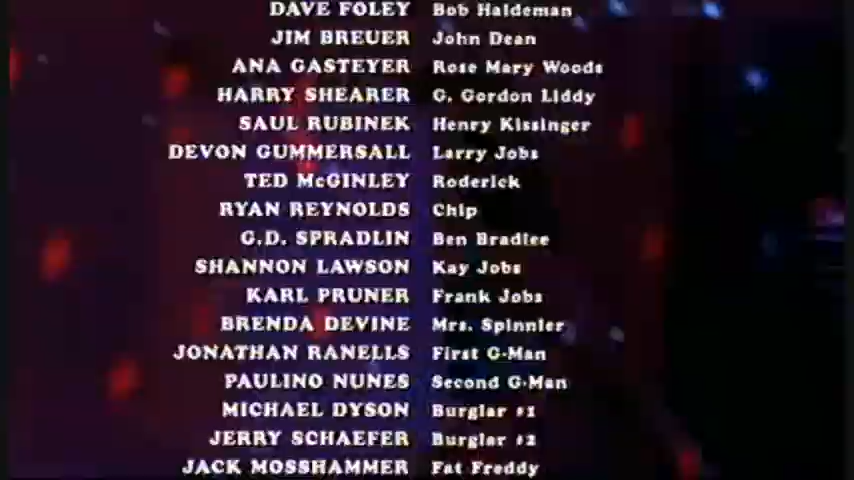 DAVE FOLEY Bob Haldeman
JIM BREUER John Dean
ANA GASTEYER Rose Mary Woods
HARRY SHEARER G. Gordon Liddy
SAUL RUBINEK Henry Kissinger
DEVON GUMMERSALL Larry Jobs
TED McGINLEY Roderick
RYAN REYNOLDS Chip
G.D. SPRADLIN Ben Bradlee
SHANNON LAWSON Kay Jobs
KARL PRUNER Frank Jobs
BRENDA DEVINE Mrs. Spinnler
JONATHAN RANELLS First G-Man
PAULINO NUNES Second G-Man
MICHAEL DYSON Burglar #1
JERRY SCHAEFER Burglar #2
JACK MOSSHAMMER Fat Freddy